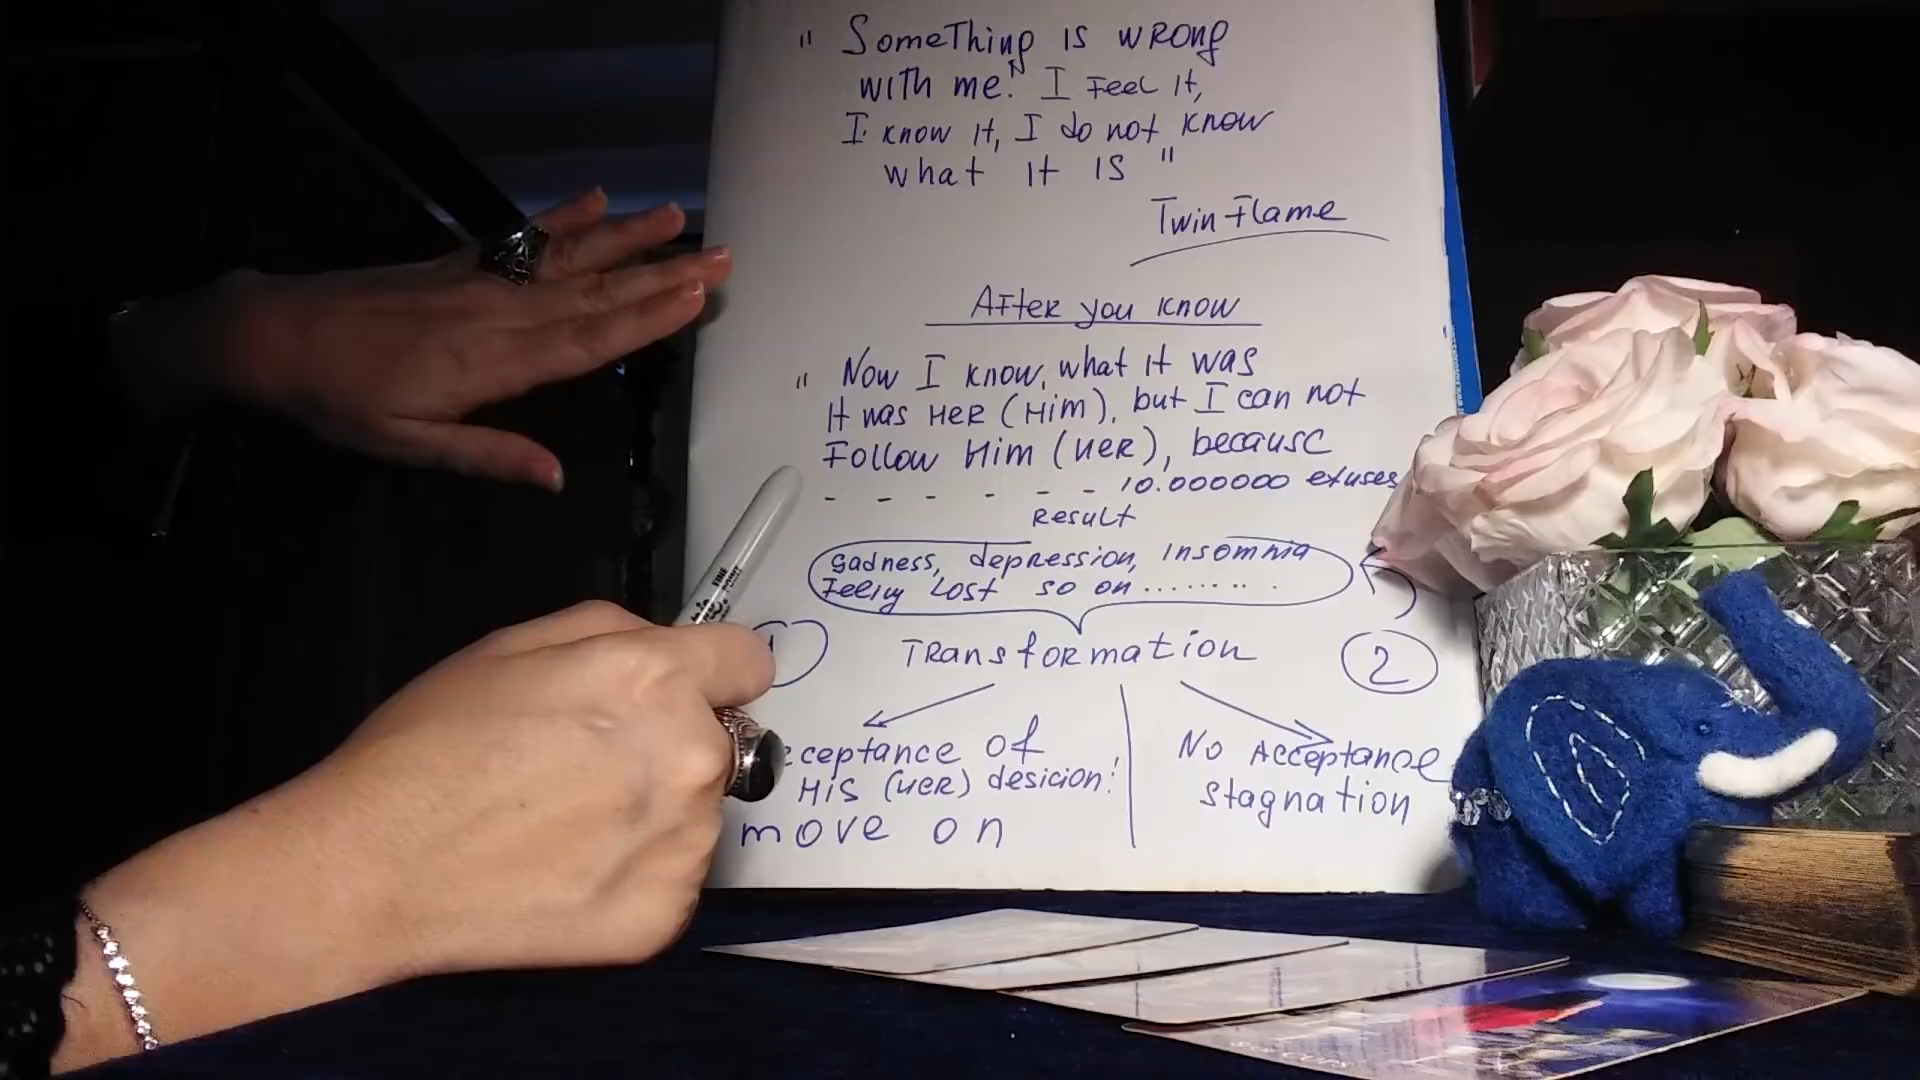 " Something is wrong
with me!" I Feel it,
I know it, I do not know
what it is "
Twin Flame
After you know
" Now I know, what it was
It was Her (Him), but I can not
Follow Him (Her), because
- - - - - - 10.000000 exuses
Result
sadness, depression, insomnia
Feeling Lost so on .........
Transformation
2
ceptance of
His (Her) desicion!
move on
No Acceptance
stagnation
FINE